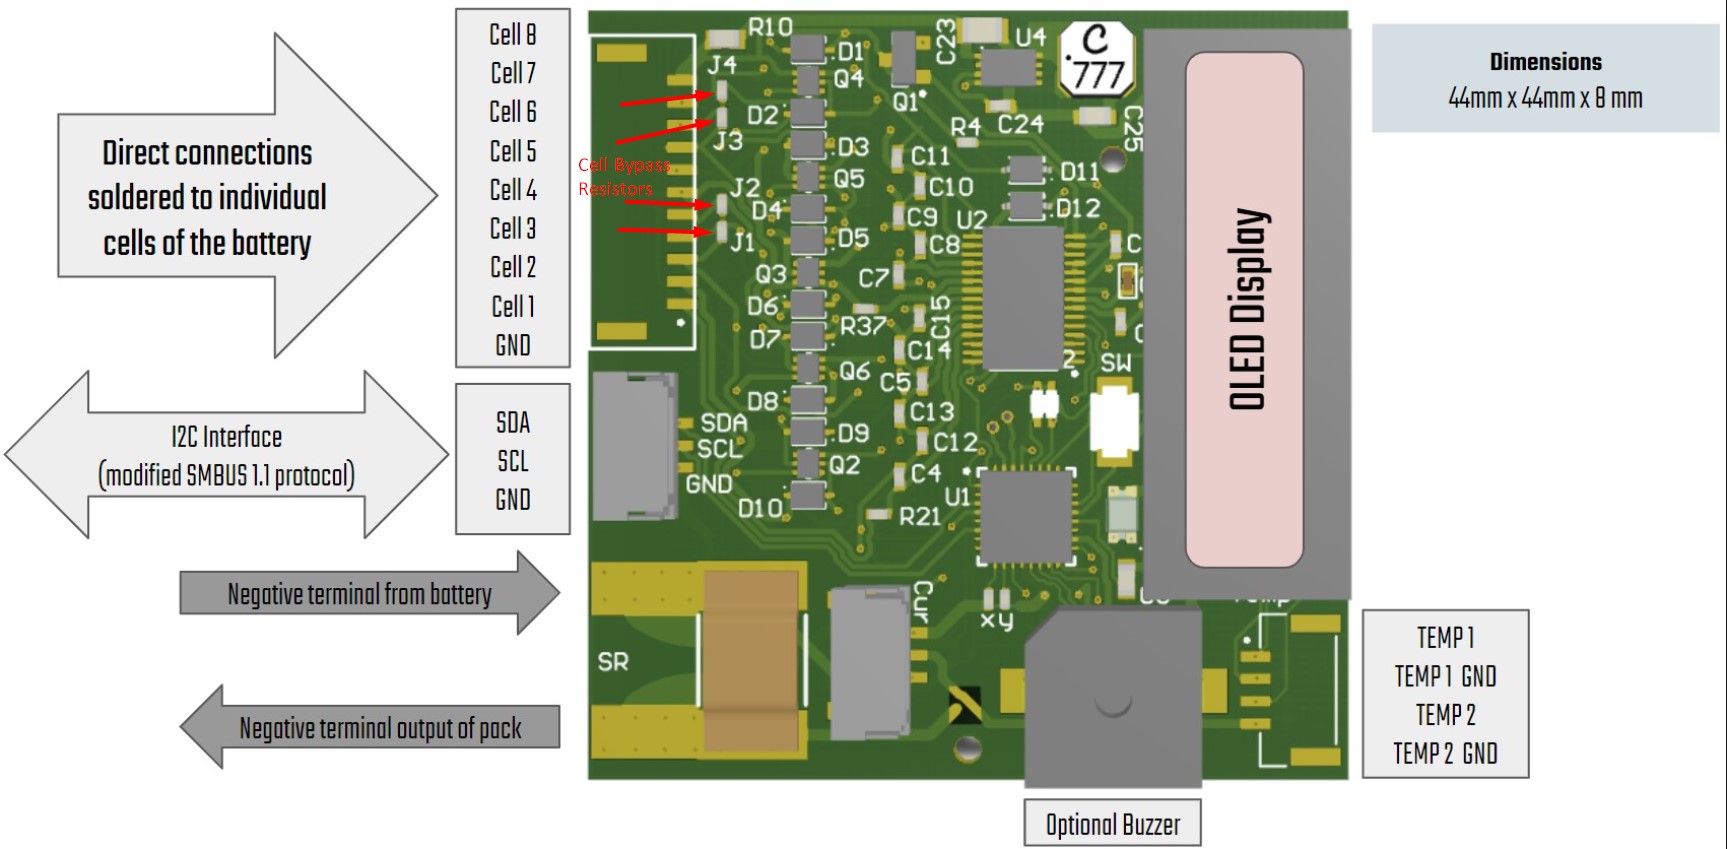 Direct connections
soldered to individual
cells of the battery
Cell 8
Cell 7
Cell 6
Cell 5
Cell 4
Cell 3
Cell 2
Cell 1
GND
I2C Interface
(modified SMBUS 1.1 protocol)
SDA
SCL
GND
Negative terminal from battery
Negative terminal output of pack
Cell Bypass
Resistors
R10
J4
J3
J2
J1
D1
Q4
D2
D3
Q5
D4
D5
Q3
D6
D7
Q6
D8
D9
Q2
D10
SDA
SCL
GND
SR
Q1
C23
U4
C
777
C24
C25
R4
C11
C10
C9
C8
C7
U2
D11
D12
C
R37
C15
C14
C5
C13
C12
C4
R21
2
SW
U1
Cur
xy
OLED Display
Dimensions
44mm x 44mm x 8 mm
TEMP 1
TEMP 1 GND
TEMP 2
TEMP 2 GND
Optional Buzzer